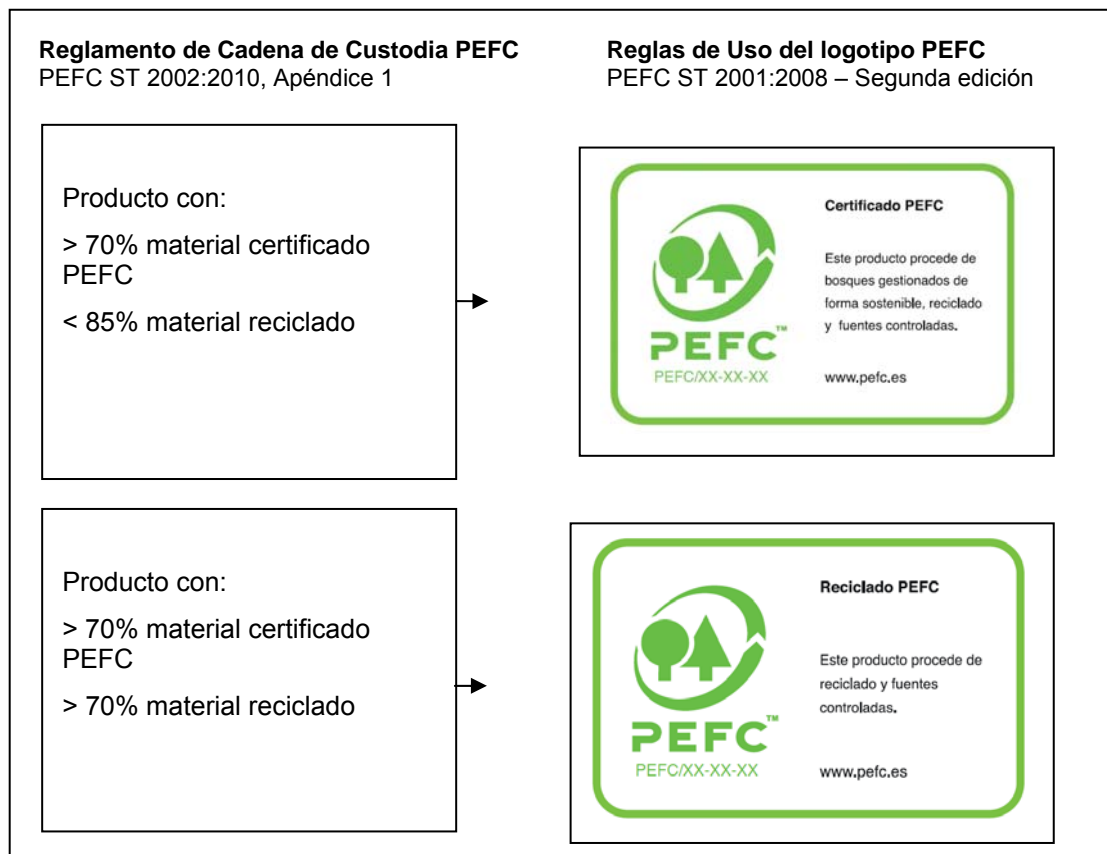 Reglamento de Cadena de Custodia PEFC
PEFC ST 2002:2010, Apéndice 1
Reglas de Uso del logotipo PEFC
PEFC ST 2001:2008 – Segunda edición
Producto con:
> 70% material certificado
PEFC
< 85% material reciclado
PEFC™
PEFC/XX-XX-XX
Certificado PEFC
Este producto procede de
bosques gestionados de
forma sostenible, reciclado
y fuentes controladas.
www.pefc.es
Producto con:
> 70% material certificado
PEFC
> 70% material reciclado
PEFC™
PEFC/XX-XX-XX
Reciclado PEFC
Este producto procede de
reciclado y fuentes
controladas.
www.pefc.es